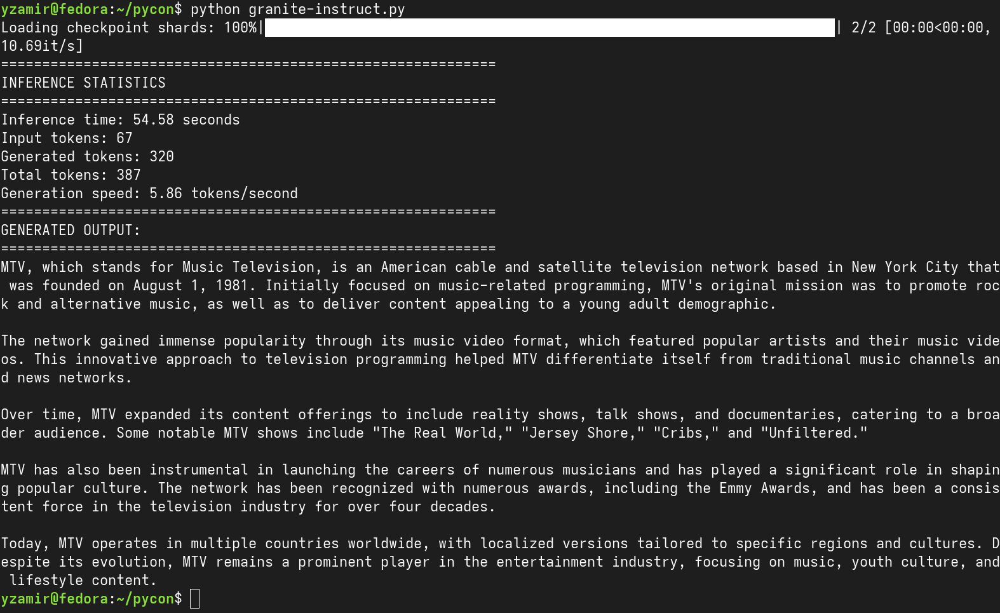 yzamir@fedora:~/pycon$ python granite-instruct.py
Loading checkpoint shards: 100%|██████████████████████████████████████████████████████████████████████| 2/2 [00:00<00:00,
10.69it/s]
============================================================
INFERENCE STATISTICS
============================================================
Inference time: 54.58 seconds
Input tokens: 67
Generated tokens: 320
Total tokens: 387
Generation speed: 5.86 tokens/second
============================================================
GENERATED OUTPUT:
============================================================
MTV, which stands for Music Television, is an American cable and satellite television network based in New York City that
 was founded on August 1, 1981. Initially focused on music-related programming, MTV's original mission was to promote roc
k and alternative music, as well as to deliver content appealing to a young adult demographic.

The network gained immense popularity through its music video format, which featured popular artists and their music vide
os. This innovative approach to television programming helped MTV differentiate itself from traditional music channels an
d news networks.

Over time, MTV expanded its content offerings to include reality shows, talk shows, and documentaries, catering to a broa
der audience. Some notable MTV shows include "The Real World," "Jersey Shore," "Cribs," and "Unfiltered."

MTV has also been instrumental in launching the careers of numerous musicians and has played a significant role in shapin
g popular culture. The network has been recognized with numerous awards, including the Emmy Awards, and has been a consis
tent force in the television industry for over four decades.

Today, MTV operates in multiple countries worldwide, with localized versions tailored to specific regions and cultures. D
espite its evolution, MTV remains a prominent player in the entertainment industry, focusing on music, youth culture, and
 lifestyle content.
yzamir@fedora:~/pycon$